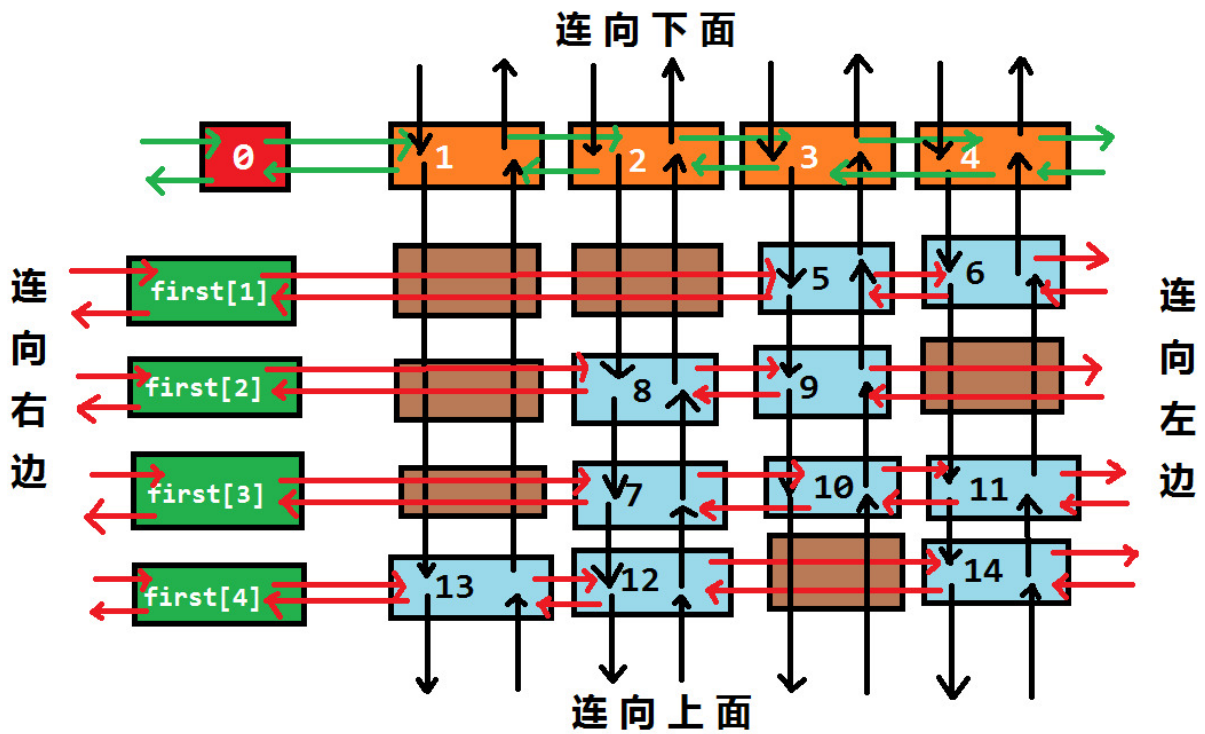 连向下面
0 1 2 3 4
first[1] 5 6
first[2] 8 9
first[3] 7 10 11
first[4] 13 12 14
连向右边
连向左边
连向上面